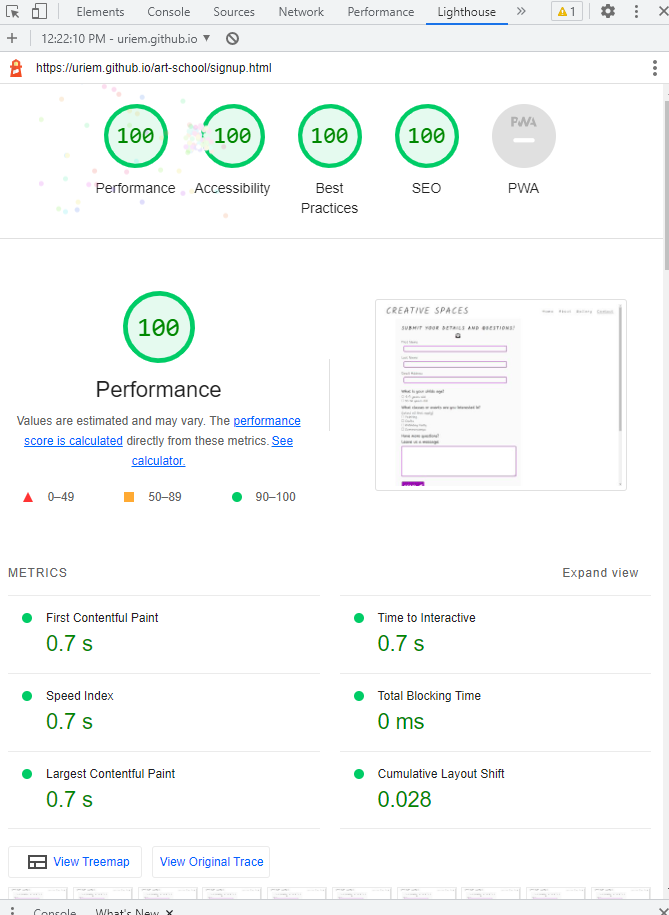 Elements Console Sources Network Performance Lighthouse » 1
+ 12:22:10 PM - uriem.github.io ▼
https://uriem.github.io/art-school/signup.html
100 100 100 100 PWA
Performance Accessibility Best Practices SEO PWA
100
Performance
Values are estimated and may vary. The performance
score is calculated directly from these metrics. See
calculator.
0–49 50–89 90–100
CREATIVE SPACES
Home About Gallery Contact
SUBMIT YOUR DETAILS AND QUESTIONS!
First Name
Last Name
Email Address
What is your childs age?
What classes or events are you interested in?
Have more questions?
Leave us a message
METRICS Expand view
First Contentful Paint
0.7 s
Time to Interactive
0.7 s
Speed Index
0.7 s
Total Blocking Time
0 ms
Largest Contentful Paint
0.7 s
Cumulative Layout Shift
0.028
View Treemap View Original Trace
Console What's New ×